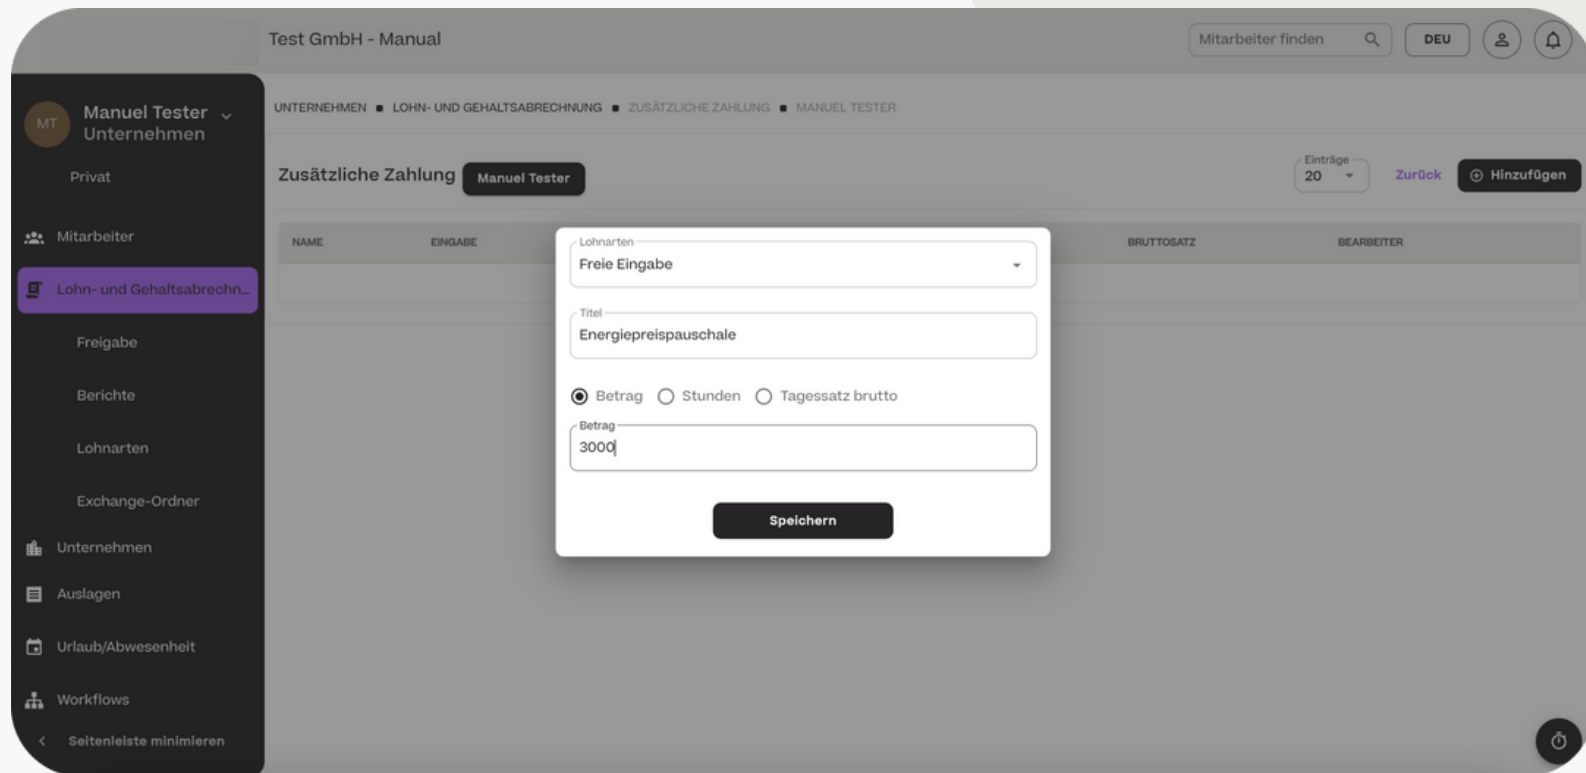 Test GmbH - Manual
Mitarbeiter finden
DEU
MT
Manuel Tester
Unternehmen
Privat
Mitarbeiter
Lohn- und Gehaltsabrechn...
Freigabe
Berichte
Lohnarten
Exchange-Ordner
Unternehmen
Auslagen
Urlaub/Abwesenheit
Workflows
Seitenleiste minimieren
UNTERNEHMEN ■ LOHN- UND GEHALTSABRECHNUNG ■ ZUSÄTZLICHE ZAHLUNG ■ MANUEL TESTER
Zusätzliche Zahlung
Manuel Tester
Einträge
20
Zurück
Hinzufügen
NAME EINGABE BRUTTOSATZ BEARBEITER
Lohnarten
Freie Eingabe
Titel
Energiepreispauschale
Betrag Stunden Tagessatz brutto
Betrag
3000
Speichern